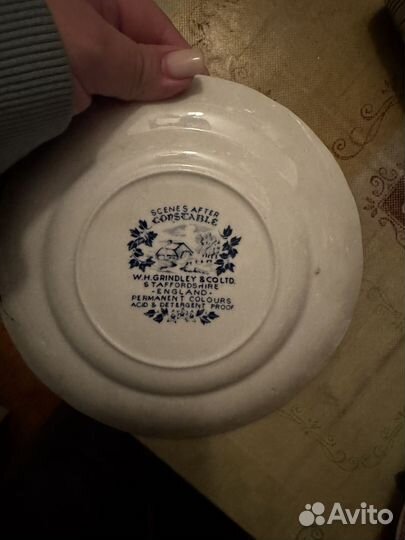 SCENES AFTER
CONSTABLE
W.H. GRINDLEY & CO LTD.
STAFFORDSHIRE
-ENGLAND-
PERMANENT COLOURS
ACID & DETERGENT PROOF
Avito